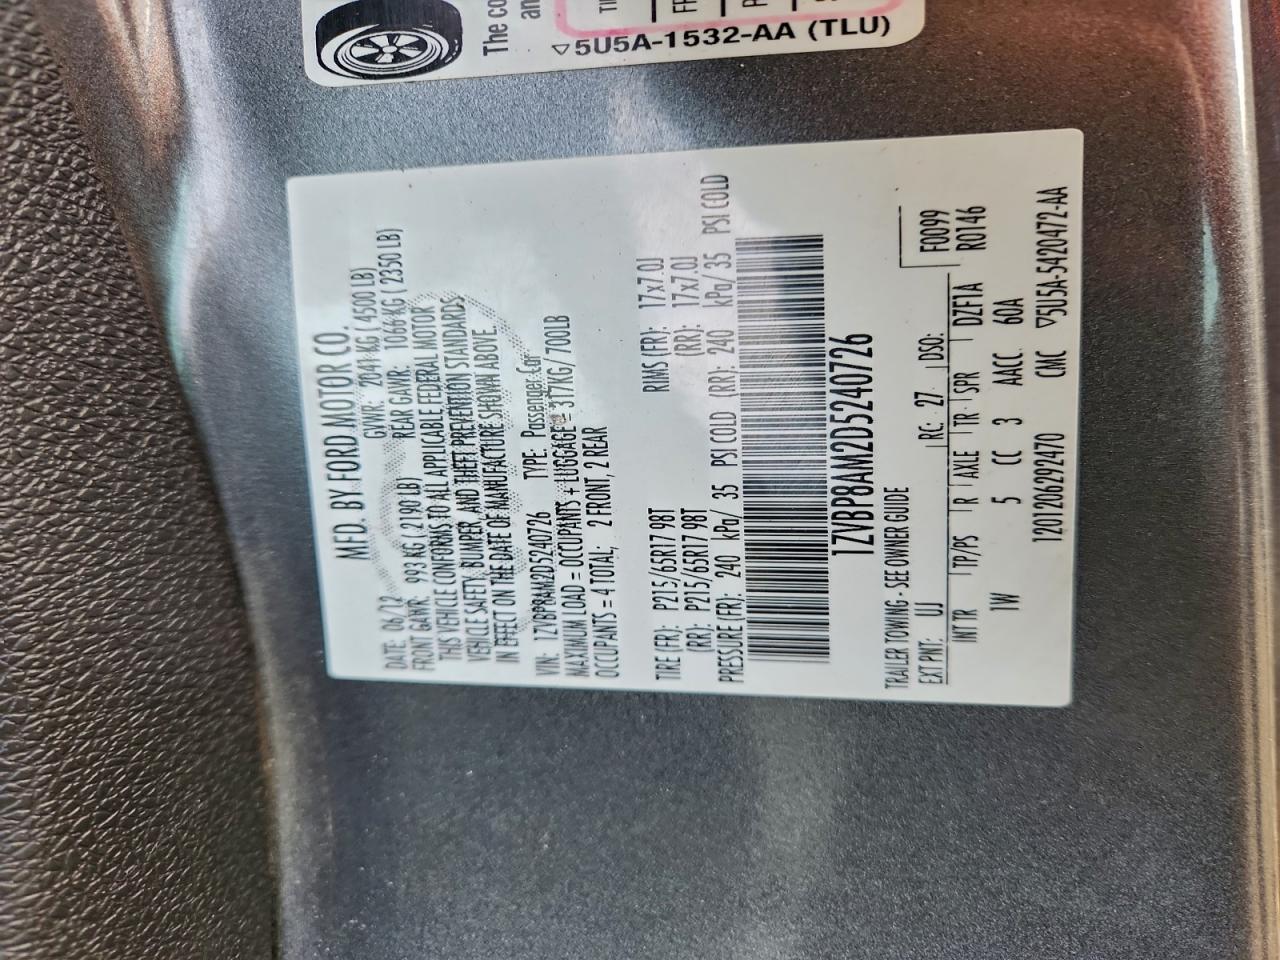 The co
an
▽5U5A-1532-AA (TLU)
MFD. BY FORD MOTOR CO.
DATE: 06/12 GVWR: 2041 KG ( 4500 LB)
FRONT GAWR: 993 KG ( 2190 LB) REAR GAWR: 1066 KG ( 2350 LB)
THIS VEHICLE CONFORMS TO ALL APPLICABLE FEDERAL MOTOR
VEHICLE SAFETY, BUMPER, AND THEFT PREVENTION STANDARDS
IN EFFECT ON THE DATE OF MANUFACTURE SHOWN ABOVE.
VIN: 1ZVBP8AM2D5240726 TYPE: Passenger Car
MAXIMUM LOAD = OCCUPANTS + LUGGAGE = 317KG/ 700LB
OCCUPANTS = 4 TOTAL; 2 FRONT, 2 REAR
TIRE (FR): P215/65R17 98T RIMS (FR): 17x7.0J
(RR): P215/65R17 98T (RR): 17x7.0J
PRESSURE (FR): 240 kPa/ 35 PSI COLD (RR): 240 kPa/ 35 PSI COLD
1ZVBP8AM2D5240726
TRAILER TOWING - SEE OWNER GUIDE
EXT PNT: UJ RC: 27 DSO: F0099
INT TR TP/PS R AXLE TR SPR DZF1A R0146
1W 5 CC 3 AACC 60A
1201206292470 CMC ▽5U5A-5420472-AA